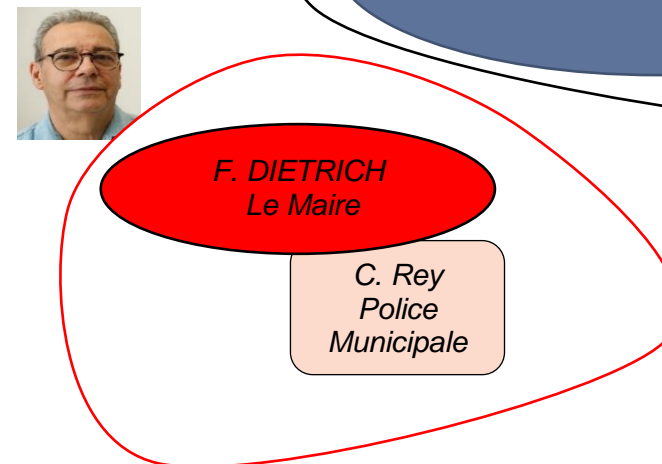 F. DIETRICH
Le Maire
C. Rey
Police
Municipale